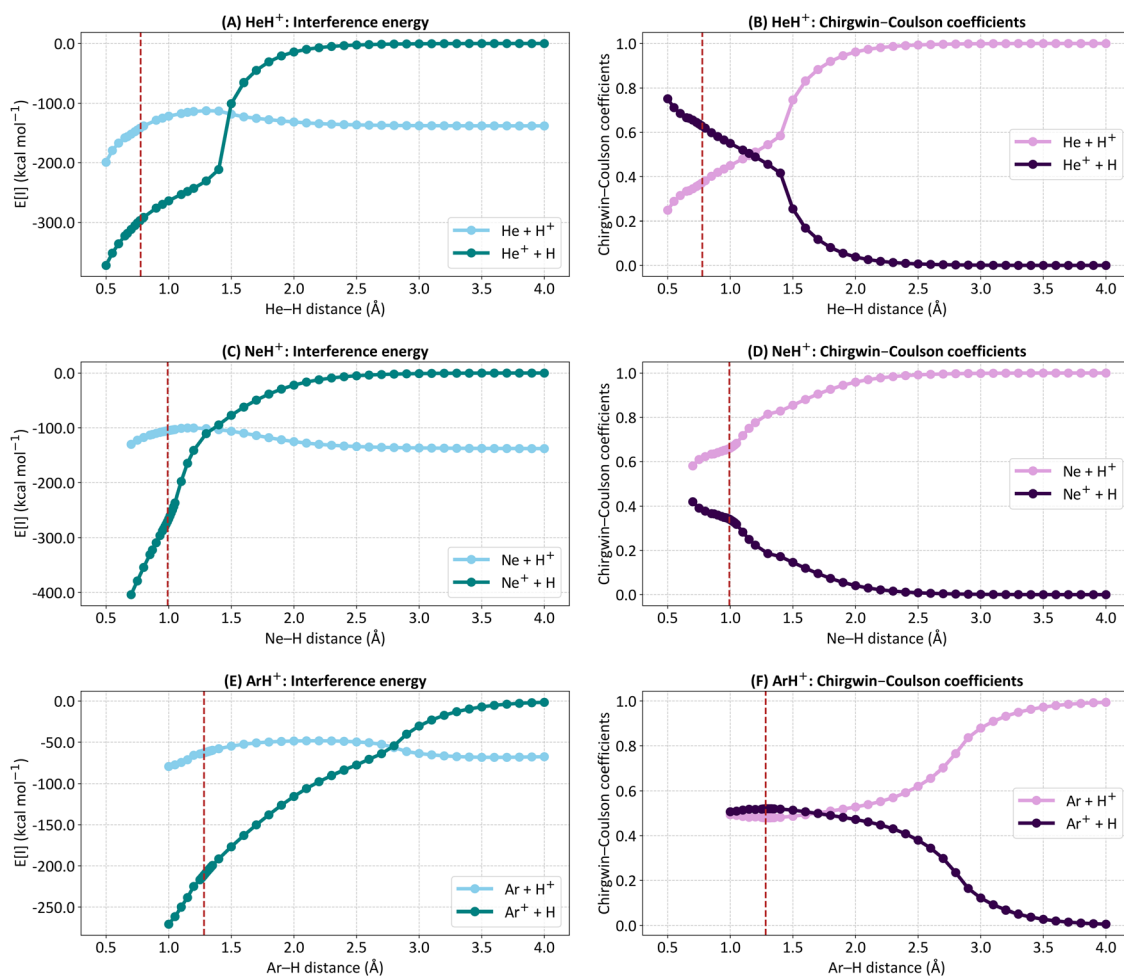 (A) HeH⁺: Interference energy
E[I] (kcal mol⁻¹)
0.0
-100.0
-200.0
-300.0
He + H⁺
He⁺ + H
0.5 1.0 1.5 2.0 2.5 3.0 3.5 4.0
He–H distance (Å)
(B) HeH⁺: Chirgwin−Coulson coefficients
Chirgwin−Coulson coefficients
1.0
0.8
0.6
0.4
0.2
0.0
He + H⁺
He⁺ + H
0.5 1.0 1.5 2.0 2.5 3.0 3.5 4.0
He–H distance (Å)
(C) NeH⁺: Interference energy
E[I] (kcal mol⁻¹)
0.0
-100.0
-200.0
-300.0
-400.0
Ne + H⁺
Ne⁺ + H
0.5 1.0 1.5 2.0 2.5 3.0 3.5 4.0
Ne–H distance (Å)
(D) NeH⁺: Chirgwin−Coulson coefficients
Chirgwin−Coulson coefficients
1.0
0.8
0.6
0.4
0.2
0.0
Ne + H⁺
Ne⁺ + H
0.5 1.0 1.5 2.0 2.5 3.0 3.5 4.0
Ne–H distance (Å)
(E) ArH⁺: Interference energy
E[I] (kcal mol⁻¹)
0.0
-50.0
-100.0
-150.0
-200.0
-250.0
Ar + H⁺
Ar⁺ + H
0.5 1.0 1.5 2.0 2.5 3.0 3.5 4.0
Ar–H distance (Å)
(F) ArH⁺: Chirgwin−Coulson coefficients
Chirgwin−Coulson coefficients
1.0
0.8
0.6
0.4
0.2
0.0
Ar + H⁺
Ar⁺ + H
0.5 1.0 1.5 2.0 2.5 3.0 3.5 4.0
Ar–H distance (Å)